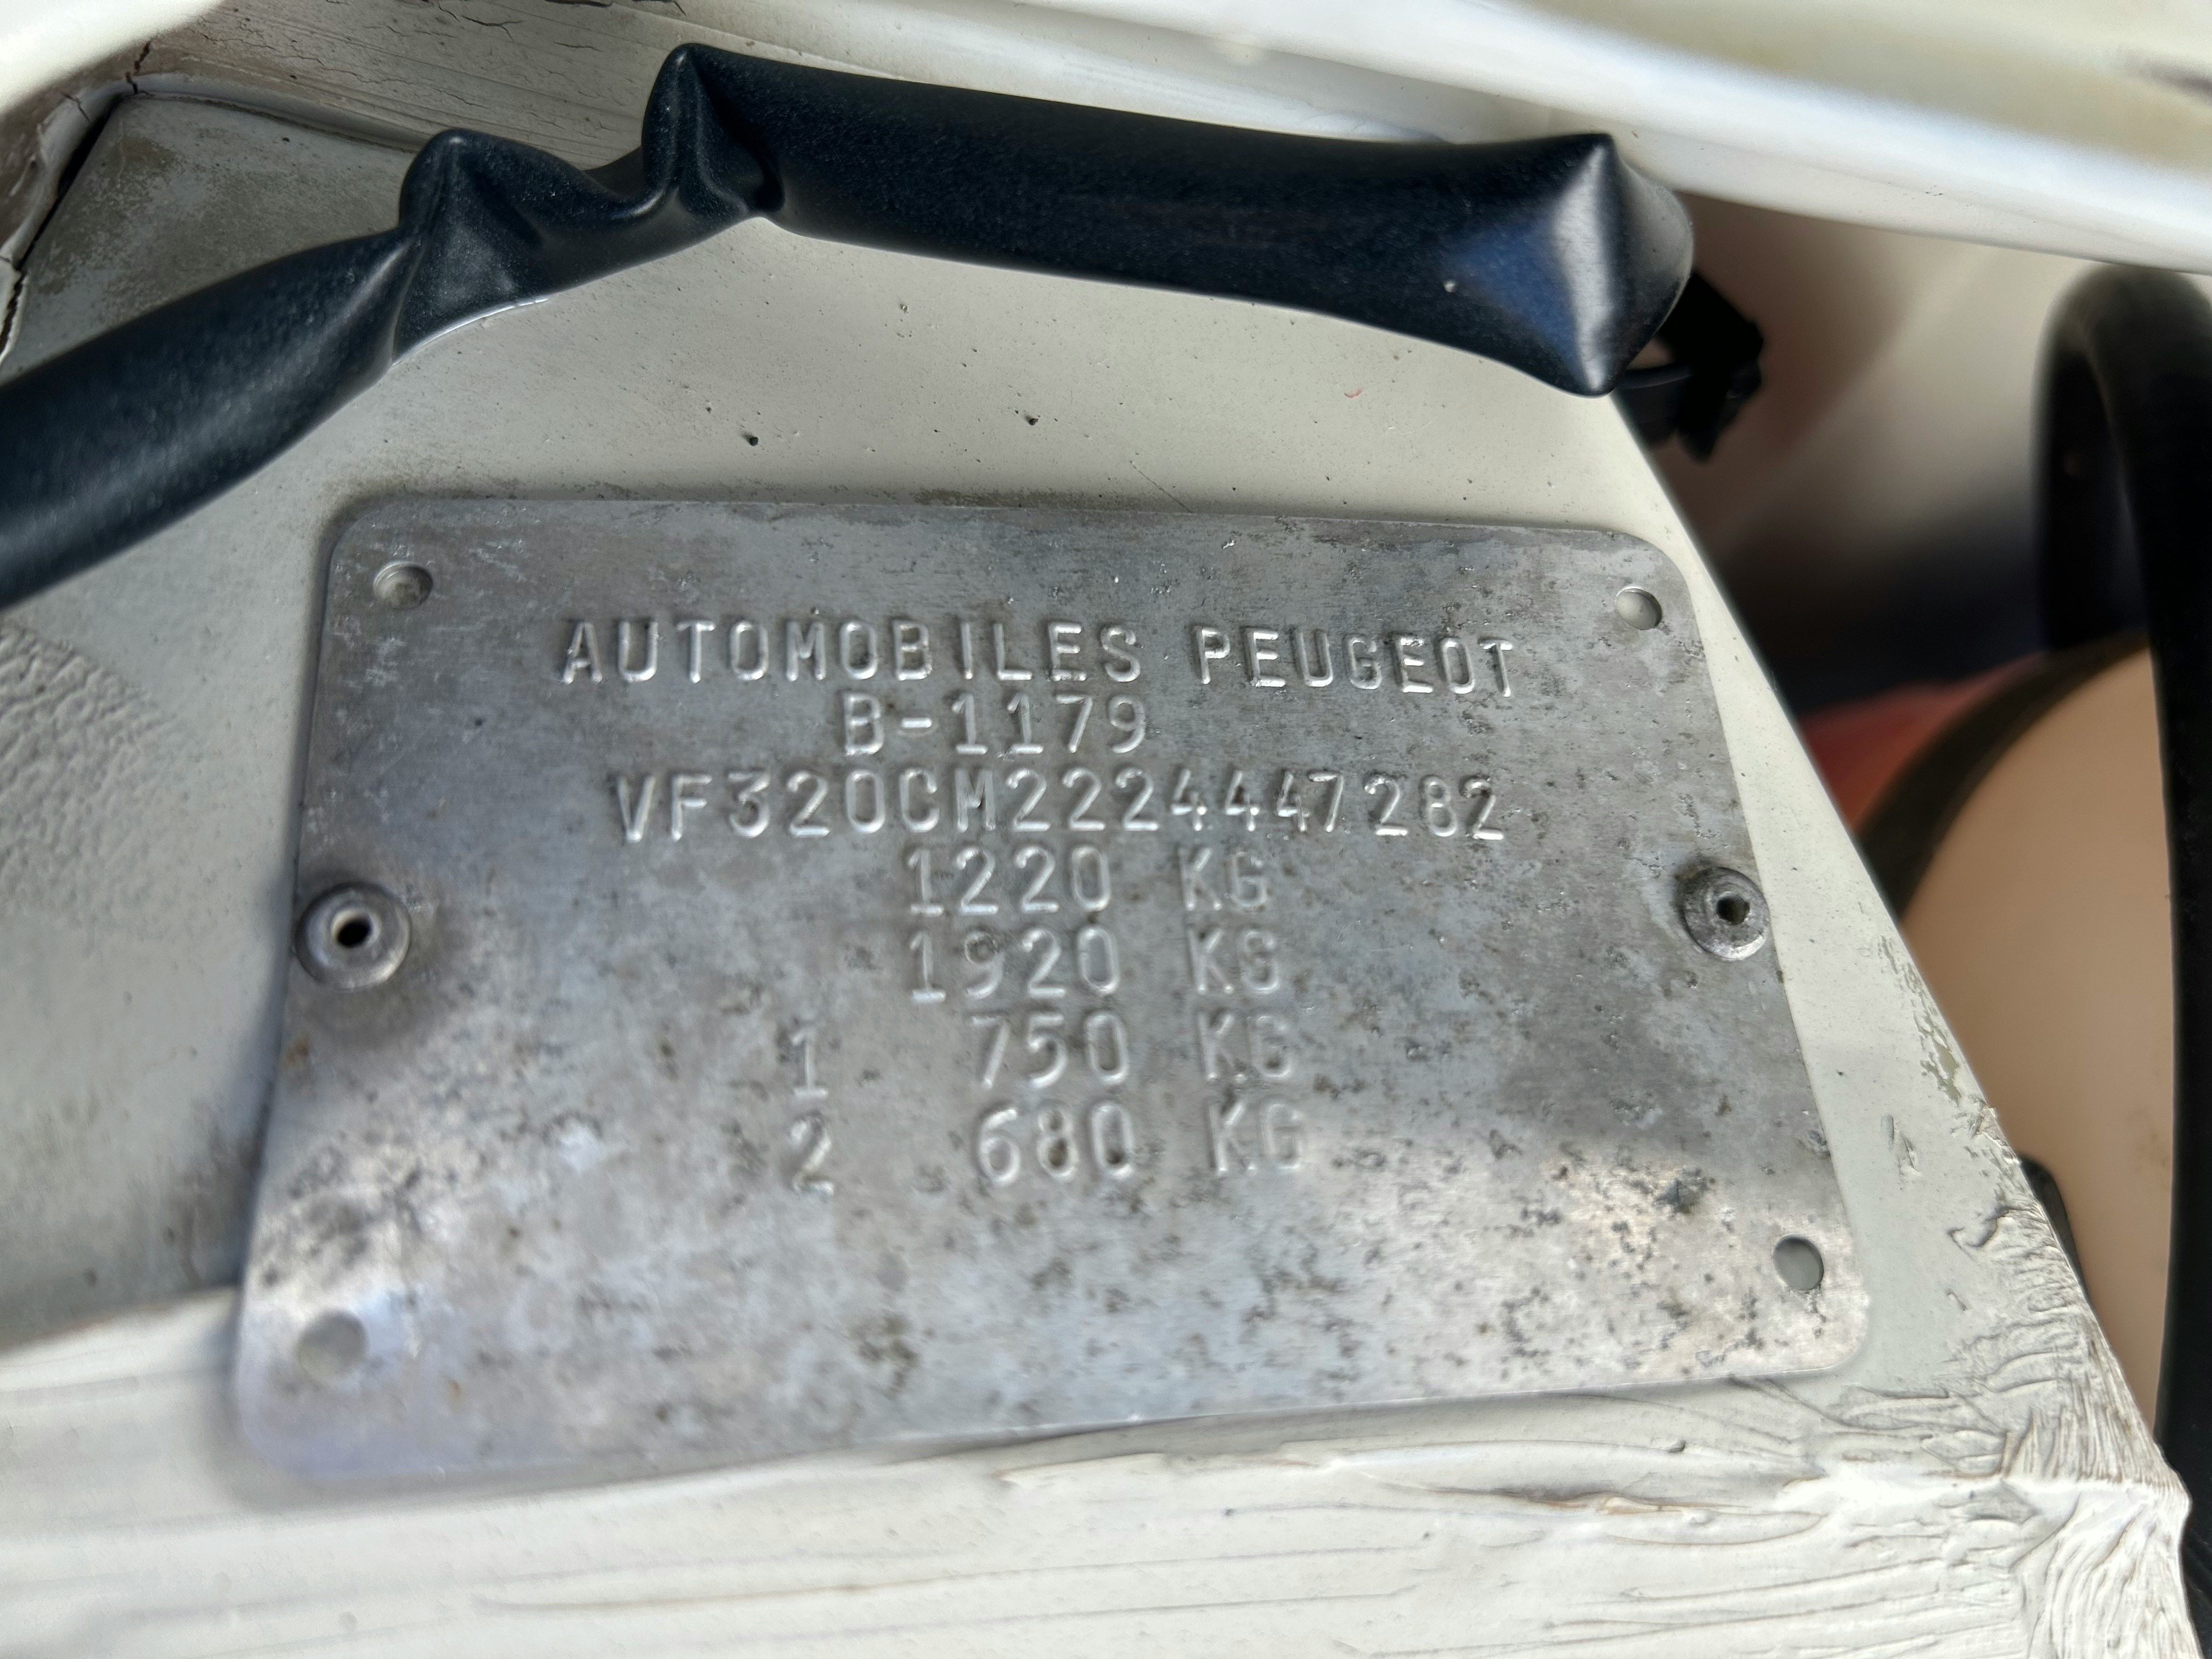 AUTOMOBILES PEUGEOT
B-1179
VF320CM2224447282
1220 KG
1920 KG
1 750 KG
2 680 KG